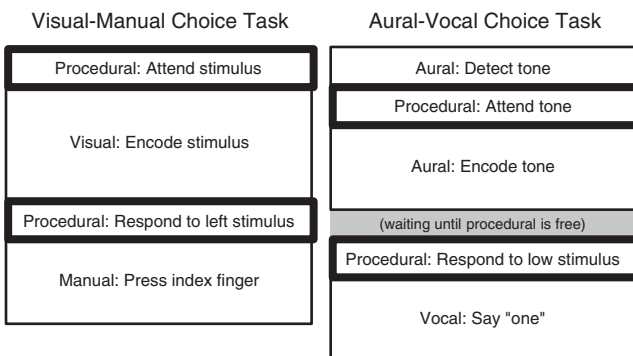 Visual-Manual Choice Task
Procedural: Attend stimulus
Visual: Encode stimulus
Procedural: Respond to left stimulus
Manual: Press index finger
Aural-Vocal Choice Task
Aural: Detect tone
Procedural: Attend tone
Aural: Encode tone
(waiting until procedural is free)
Procedural: Respond to low stimulus
Vocal: Say "one"